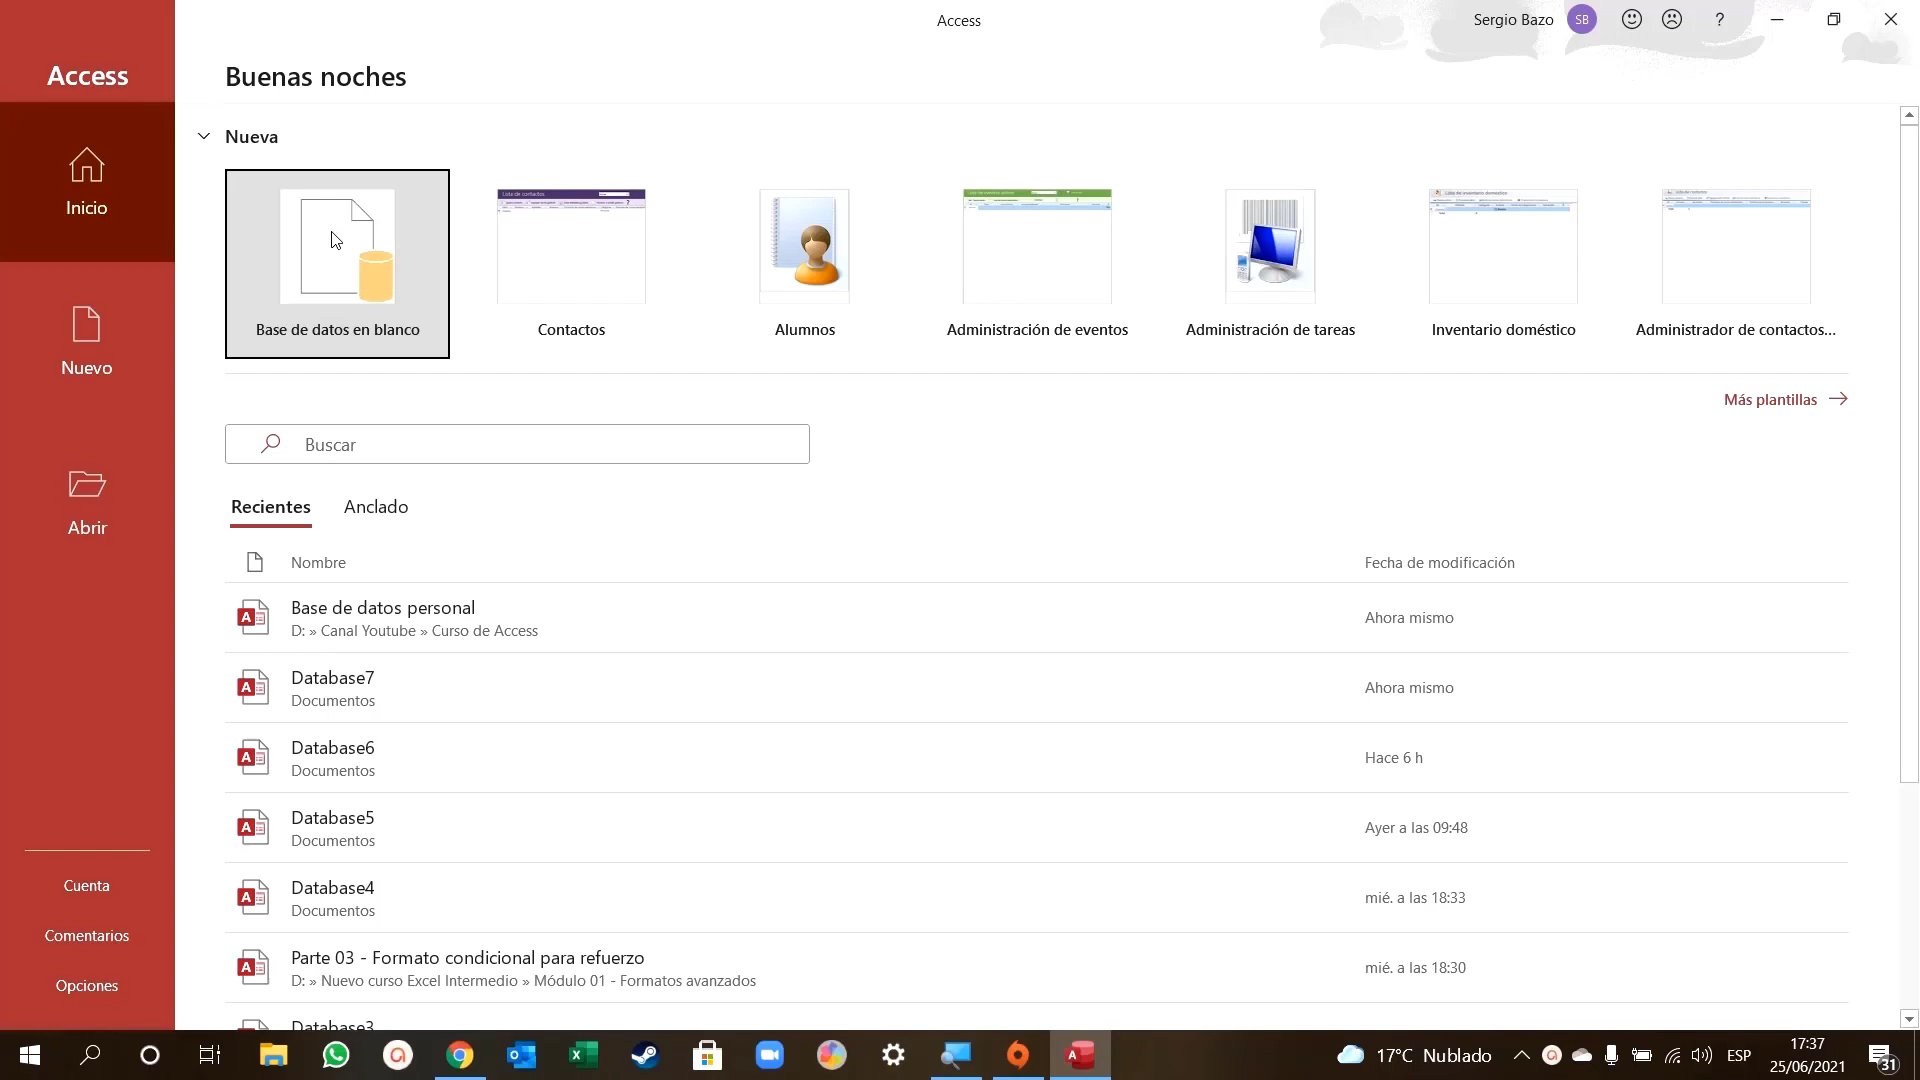 Access
Sergio Bazo
SB
?
Access
Buenas noches
Nueva
Inicio
Nuevo
Abrir
Cuenta
Comentarios
Opciones
Lista de contactos
Base de datos en blanco
Contactos
Alumnos
Administración de eventos
Administración de tareas
Inventario doméstico
Administrador de contactos...
Más plantillas
Buscar
Recientes
Anclado
Nombre
Fecha de modificación
Base de datos personal
D: » Canal Youtube » Curso de Access
Ahora mismo
Database7
Documentos
Ahora mismo
Database6
Documentos
Hace 6 h
Database5
Documentos
Ayer a las 09:48
Database4
Documentos
mié. a las 18:33
Parte 03 - Formato condicional para refuerzo
D: » Nuevo curso Excel Intermedio » Módulo 01 - Formatos avanzados
mié. a las 18:30
Database3
17°C Nublado
ESP
17:37
25/06/2021
31